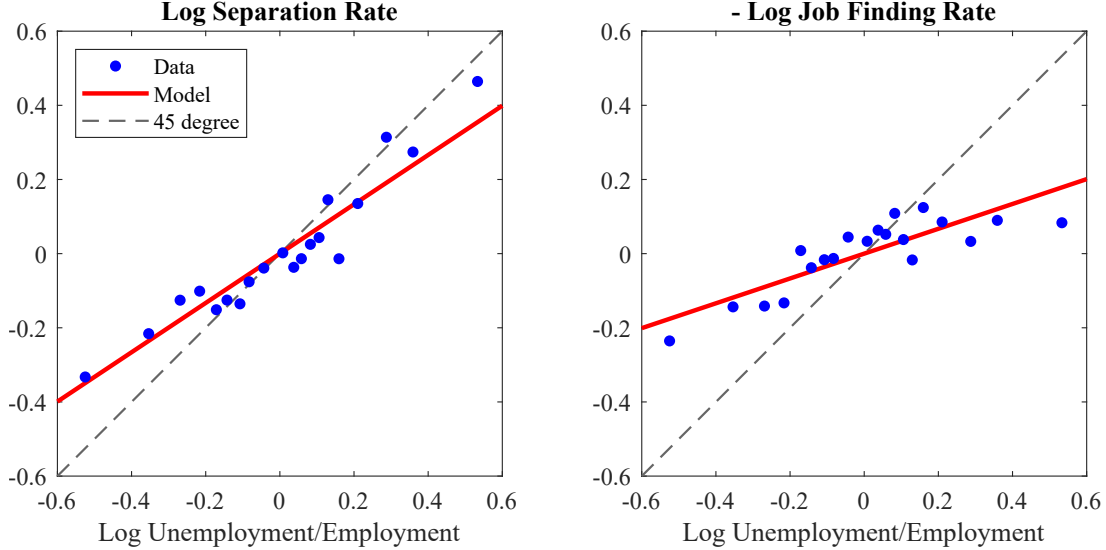 Log Separation Rate
0.6
0.4
0.2
0
-0.2
-0.4
-0.6
-0.6 -0.4 -0.2 0 0.2 0.4 0.6
Log Unemployment/Employment
Data
Model
45 degree
- Log Job Finding Rate
0.6
0.4
0.2
0
-0.2
-0.4
-0.6
-0.6 -0.4 -0.2 0 0.2 0.4 0.6
Log Unemployment/Employment